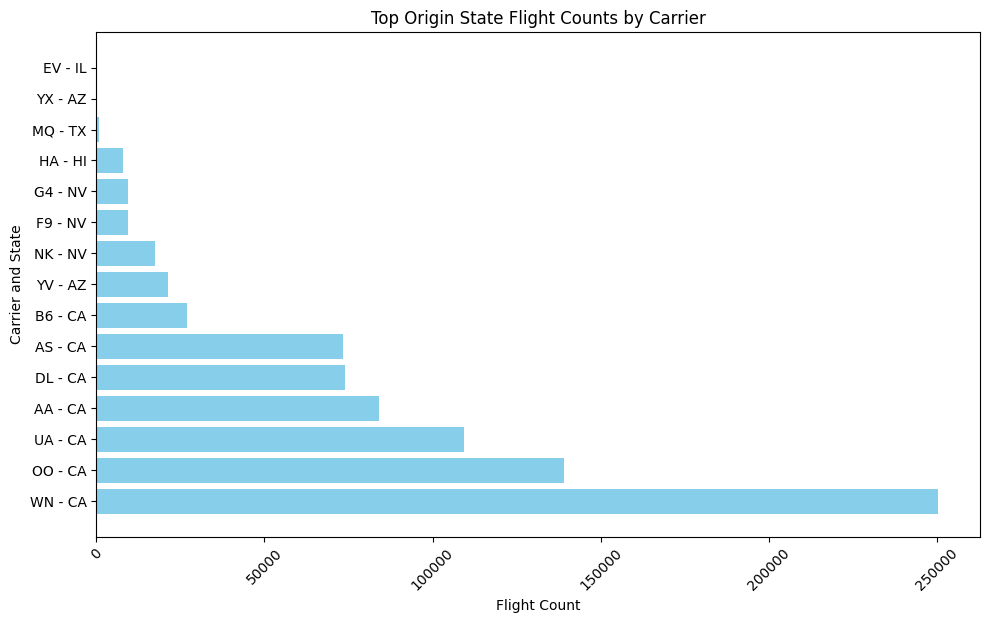 Top Origin State Flight Counts by Carrier
Carrier and State
EV - IL
YX - AZ
MQ - TX
HA - HI
G4 - NV
F9 - NV
NK - NV
YV - AZ
B6 - CA
AS - CA
DL - CA
AA - CA
UA - CA
OO - CA
WN - CA
0
50000
100000
150000
200000
250000
Flight Count